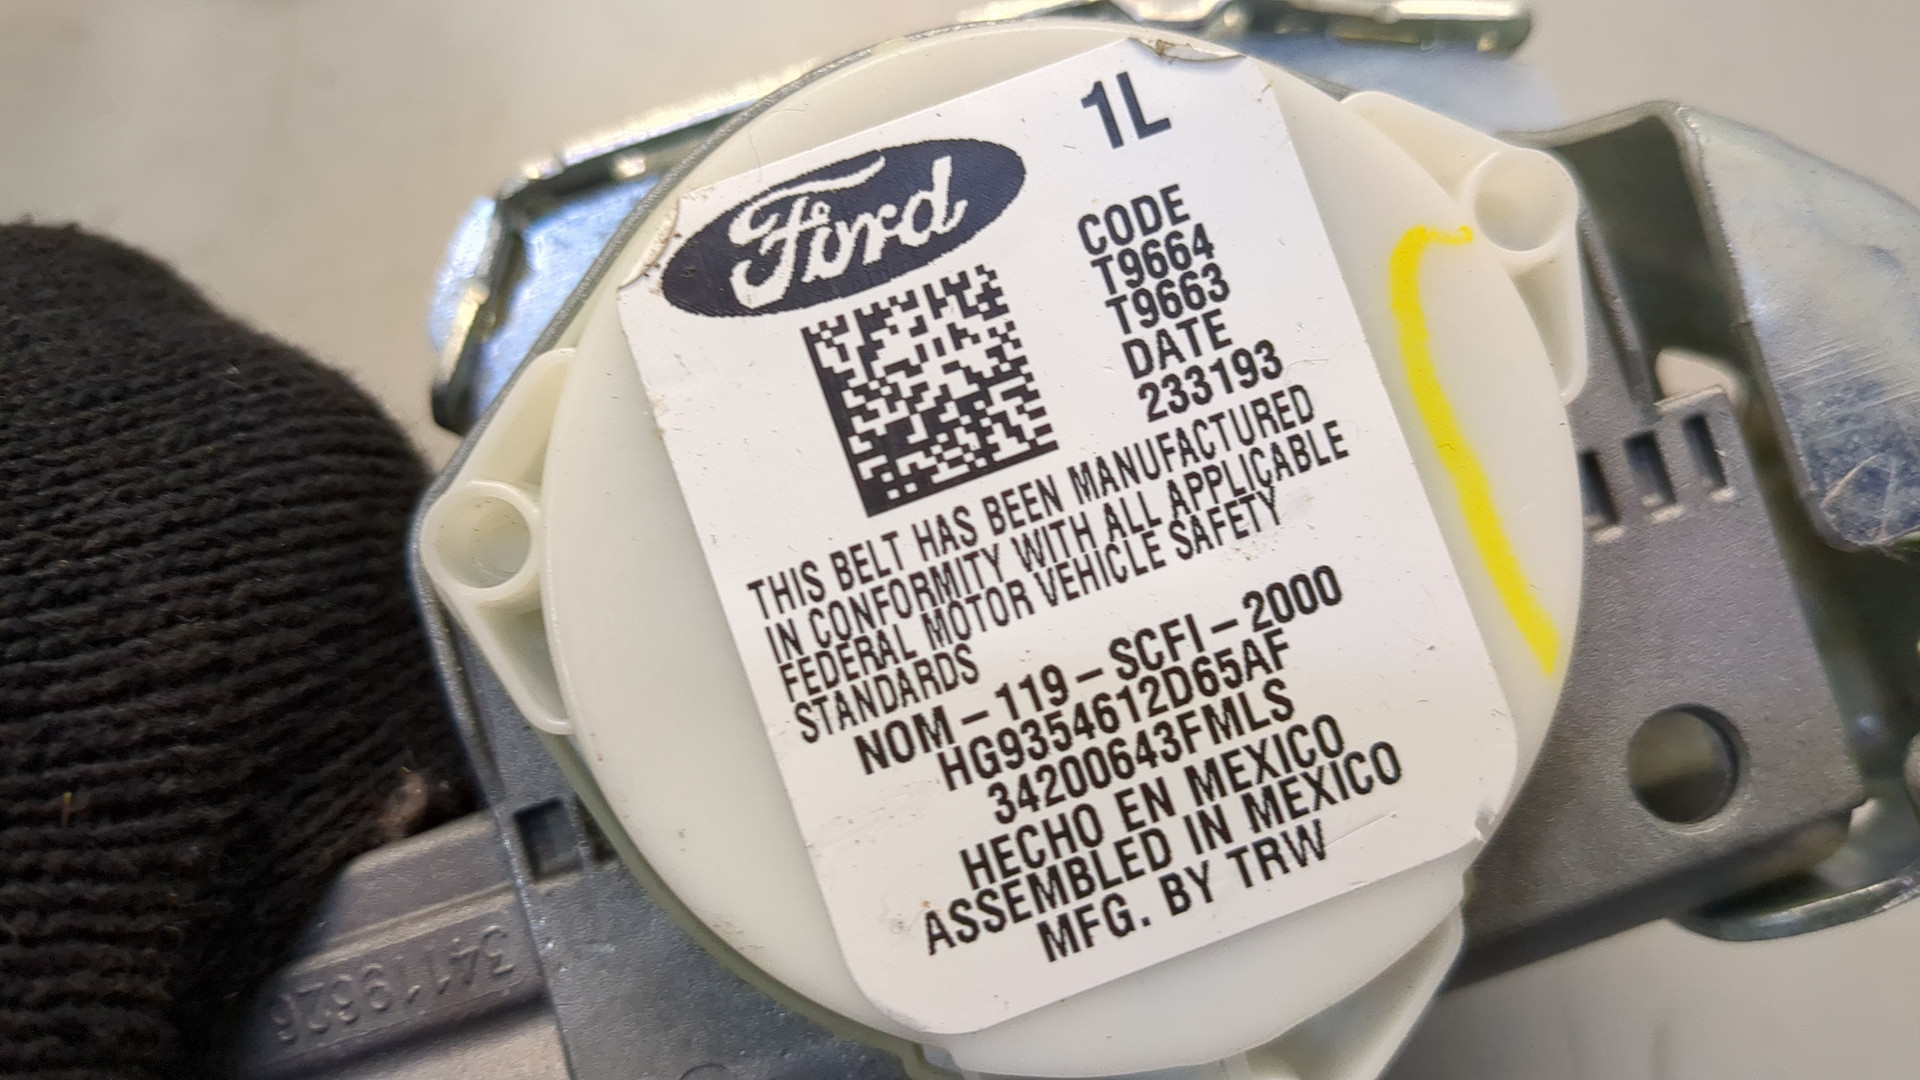 1L
Ford
CODE
T9664
T9663
DATE
233193
THIS BELT HAS BEEN MANUFACTURED
IN CONFORMITY WITH ALL APPLICABLE
FEDERAL MOTOR VEHICLE SAFETY
STANDARDS
NOM-119-SCFI-2000
HG9354612D65AF
34200643FMLS
HECHO EN MEXICO
ASSEMBLED IN MEXICO
MFG. BY TRW